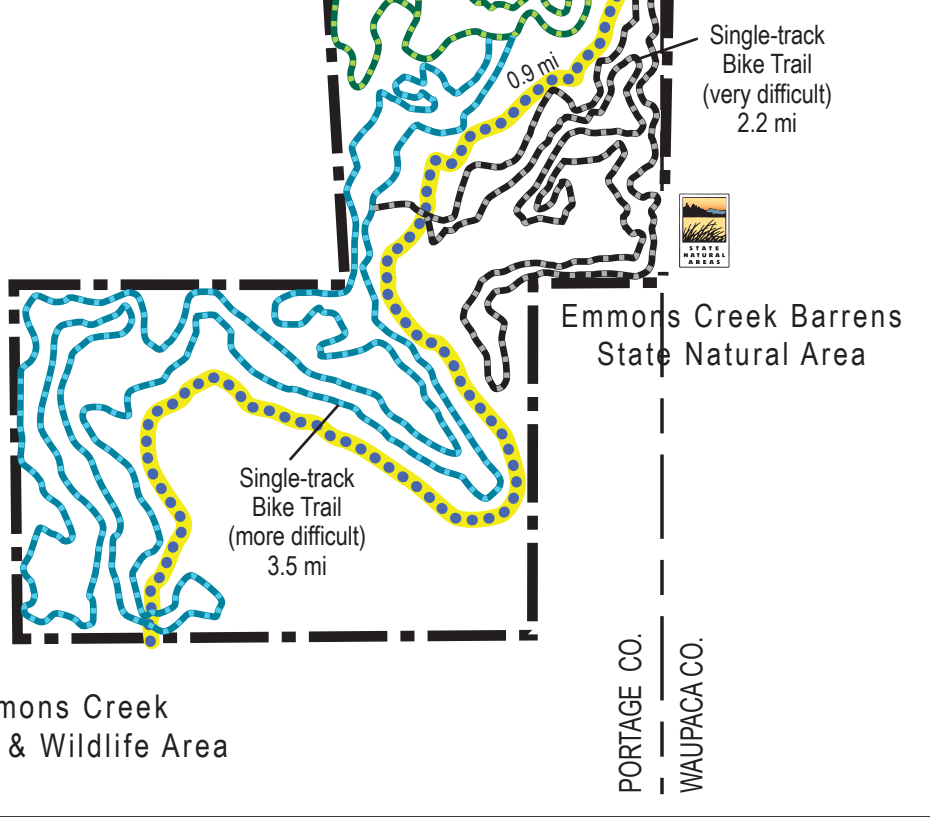 Single-track
Bike Trail
(very difficult)
2.2 mi
0.9 mi
STATE
NATURAL
AREAS
Emmons Creek Barrens
State Natural Area
Single-track
Bike Trail
(more difficult)
3.5 mi
PORTAGE CO.
WAUPACA CO.
mons Creek
& Wildlife Area